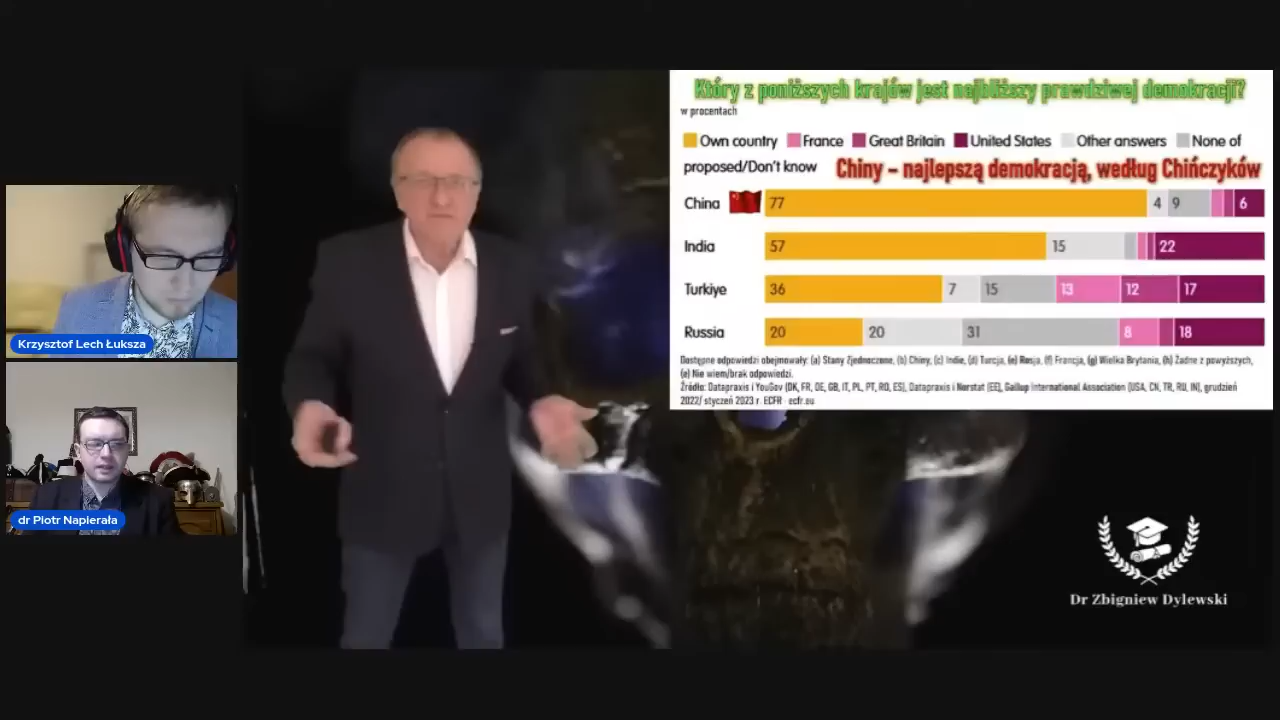 Krzysztof Lech Łuksza
dr Piotr Napierała
Który z poniższych krajów jest najbliższy prawdziwej demokracji?
w procentach
Own country France Great Britain United States Other answers None of
proposed/Don't know Chiny – najlepszą demokracją, według Chińczyków
China 77 4 9 6
India 57 15 22
Turkiye 36 7 15 13 12 17
Russia 20 20 31 8 18
Dostępne odpowiedzi obejmowały: (a) Stany Zjednoczone, (b) Chiny, (c) Indie, (d) Turcja, (e) Rosja, (f) Francja, (g) Wielka Brytania, (h) Żadne z powyższych,
(e) Nie wiem/brak odpowiedzi.
Źródło: Datapraxis i YouGov (DK, FR, DE, GB, IT, PL, PT, RO, ES), Datapraxis i Norstat (EE), Gallup International Association (USA, CN, TR, RU, IN), grudzień
2022/ styczeń 2023 r. ECFR · ecfr.eu
Dr Zbigniew Dylewski